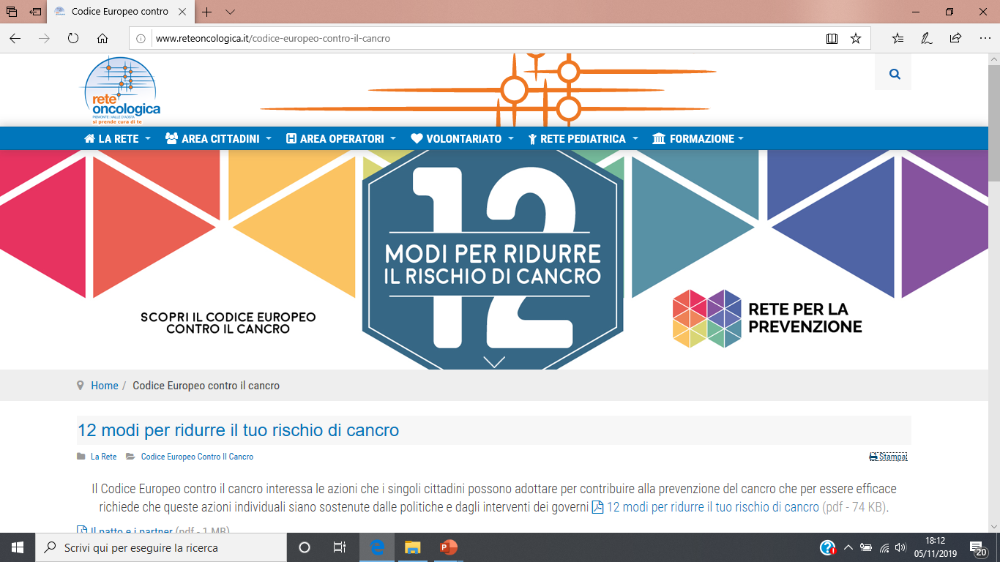 Codice Europeo contro
www.reteoncologica.it/codice-europeo-contro-il-cancro
rete
oncologica
PIEMONTE | VALLE D'AOSTA
si prende cura di te
LA RETE AREA CITTADINI AREA OPERATORI VOLONTARIATO RETE PEDIATRICA FORMAZIONE
12
MODI PER RIDURRE
IL RISCHIO DI CANCRO
SCOPRI IL CODICE EUROPEO
CONTRO IL CANCRO
RETE PER LA
PREVENZIONE
Home / Codice Europeo contro il cancro
12 modi per ridurre il tuo rischio di cancro
La Rete Codice Europeo Contro Il Cancro Stampa
Il Codice Europeo contro il cancro interessa le azioni che i singoli cittadini possono adottare per contribuire alla prevenzione del cancro che per essere efficace
richiede che queste azioni individuali siano sostenute dalle politiche e dagli interventi dei governi 12 modi per ridurre il tuo rischio di cancro (pdf - 74 KB).
Il patto e i partner (pdf - 1 MB)
Scrivi qui per eseguire la ricerca
18:12
05/11/2019
20